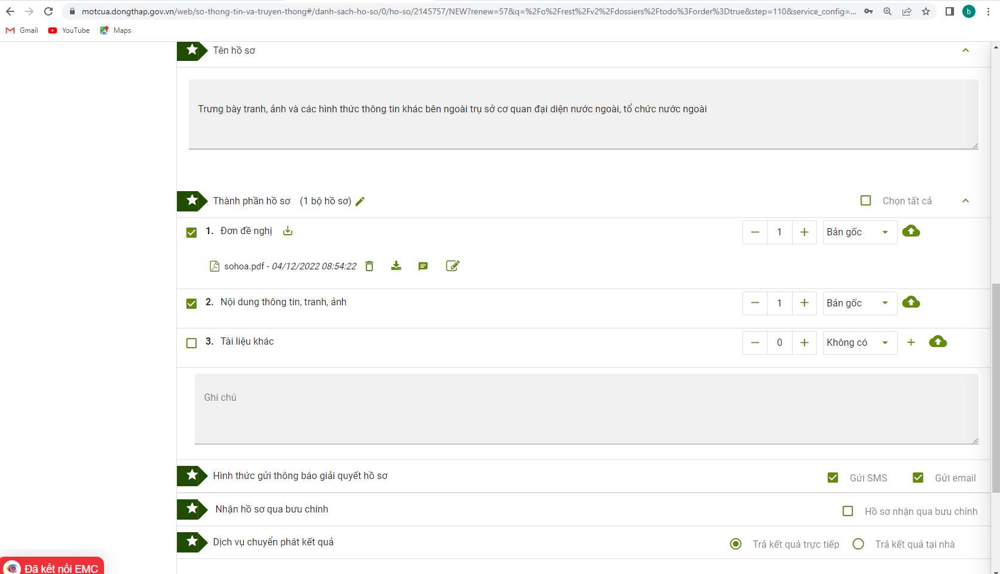 motcua.dongthap.gov.vn/web/so-thong-tin-va-truyen-thong#/danh-sach-ho-so/0/ho-so/2145757/NEW?renew=57&q=%2Fo%2Frest%2Fv2%2Fdossiers%2Ftodo%3Forder%3Dtrue&step=110&service_config=...
b
Gmail YouTube Maps
Tên hồ sơ
Trưng bày tranh, ảnh và các hình thức thông tin khác bên ngoài trụ sở cơ quan đại diện nước ngoài, tổ chức nước ngoài
Thành phần hồ sơ (1 bộ hồ sơ) Chọn tất cả
1. Đơn đề nghị 1 Bản gốc
sohoa.pdf - 04/12/2022 08:54:22
2. Nội dung thông tin, tranh, ảnh 1 Bản gốc
3. Tài liệu khác 0 Không có
Ghi chú
Hình thức gửi thông báo giải quyết hồ sơ Gửi SMS Gửi email
Nhận hồ sơ qua bưu chính Hồ sơ nhận qua bưu chính
Dịch vụ chuyển phát kết quả Trả kết quả trực tiếp Trả kết quả tại nhà
Đã kết nối EMC